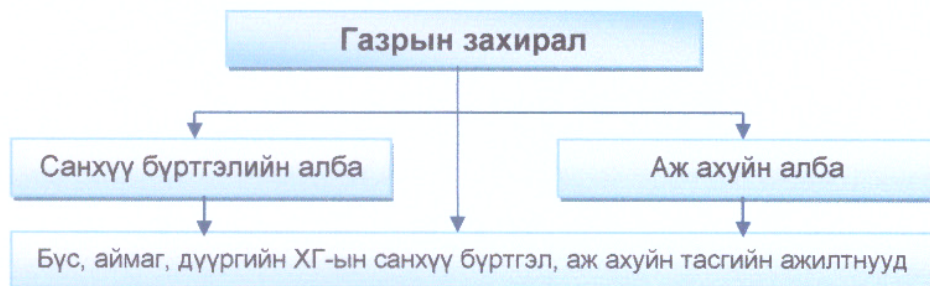 Газрын захирал
Санхүү бүртгэлийн алба
Аж ахуйн алба
Бүс, аймаг, дүүргийн ХГ-ын санхүү бүртгэл, аж ахуйн тасгийн ажилтнууд